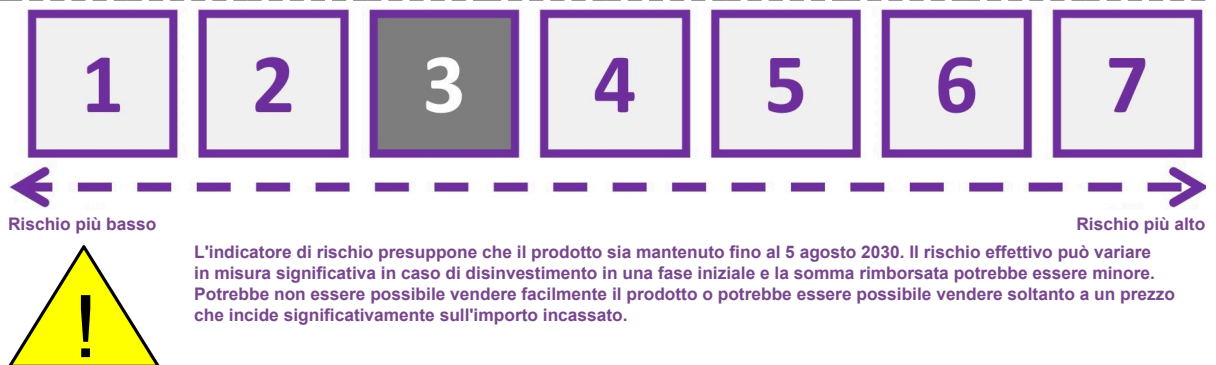 1 2 3 4 5 6 7
Rischio più basso Rischio più alto
L'indicatore di rischio presuppone che il prodotto sia mantenuto fino al 5 agosto 2030. Il rischio effettivo può variare
in misura significativa in caso di disinvestimento in una fase iniziale e la somma rimborsata potrebbe essere minore.
Potrebbe non essere possibile vendere facilmente il prodotto o potrebbe essere possibile vendere soltanto a un prezzo
che incide significativamente sull'importo incassato.
!